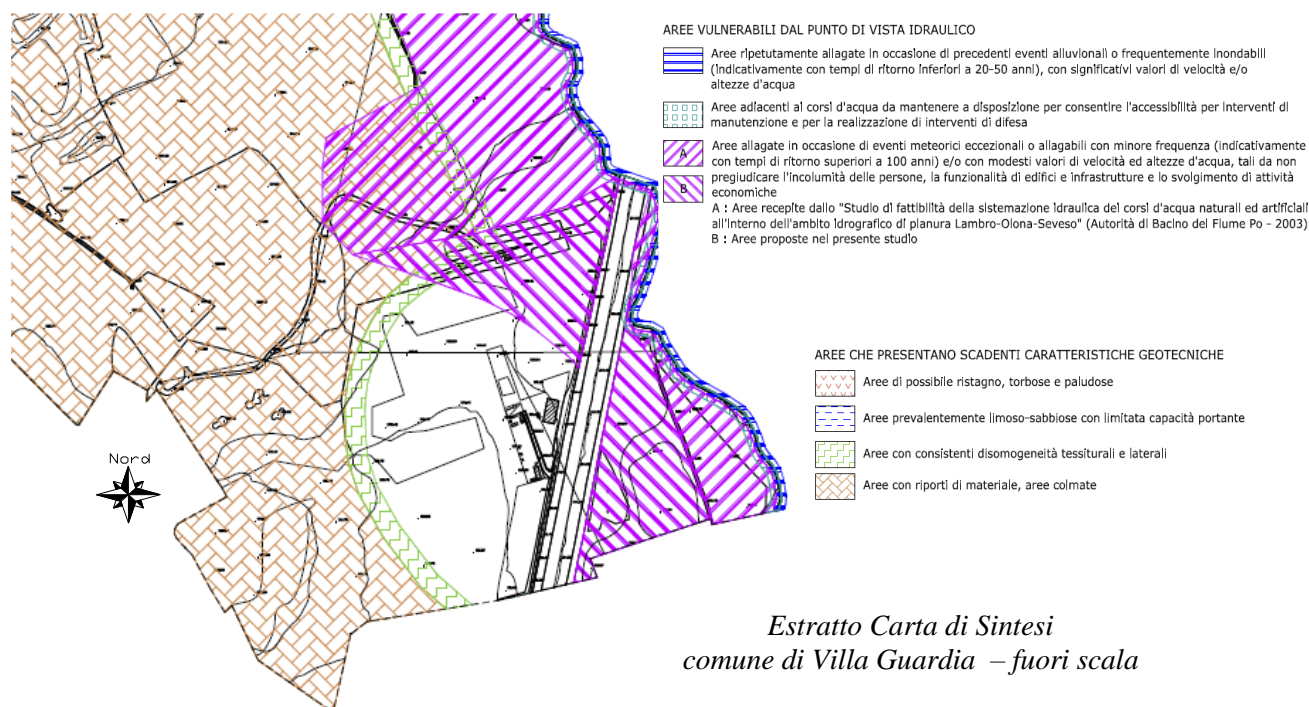 AREE VULNERABILI DAL PUNTO DI VISTA IDRAULICO
Aree ripetutamente allagate in occasione di precedenti eventi alluvionali o frequentemente inondabili
(indicativamente con tempi di ritorno inferiori a 20-50 anni), con significativi valori di velocità e/o
altezze d'acqua
Aree adiacenti ai corsi d'acqua da mantenere a disposizione per consentire l'accessibilità per interventi di
manutenzione e per la realizzazione di interventi di difesa
A
Aree allagate in occasione di eventi meteorici eccezionali o allagabili con minore frequenza (indicativamente
con tempi di ritorno superiori a 100 anni) e/o con modesti valori di velocità ed altezze d'acqua, tali da non
B
pregiudicare l'incolumità delle persone, la funzionalità di edifici e infrastrutture e lo svolgimento di attività
economiche
A : Aree recepite dallo "Studio di fattibilità della sistemazione idraulica dei corsi d'acqua naturali ed artificiali
all'interno dell'ambito idrografico di pianura Lambro-Olona-Seveso" (Autorità di Bacino del Fiume Po - 2003)
B : Aree proposte nel presente studio
AREE CHE PRESENTANO SCADENTI CARATTERISTICHE GEOTECNICHE
Aree di possibile ristagno, torbose e paludose
Aree prevalentemente limoso-sabbiose con limitata capacità portante
Aree con consistenti disomogeneità tessiturali e laterali
Aree con riporti di materiale, aree colmate
Nord
Estratto Carta di Sintesi
comune di Villa Guardia – fuori scala